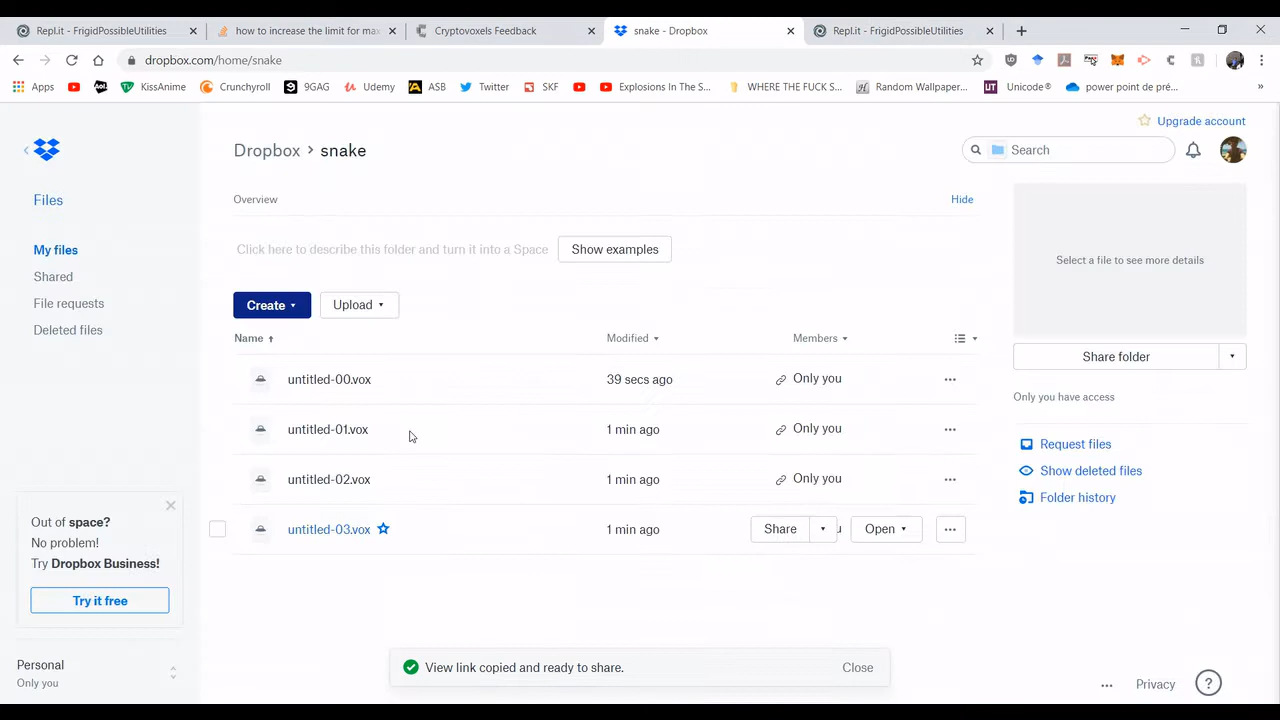 Repl.it - FrigidPossibleUtilities
how to increase the limit for max
Cryptovoxels Feedback
snake - Dropbox
Repl.it - FrigidPossibleUtilities
dropbox.com/home/snake
Apps
KissAnime
Crunchyroll
9GAG
Udemy
ASB
Twitter
SKF
Explosions In The S...
WHERE THE FUCK S...
Random Wallpaper...
Unicode®
power point de pré...
»
Upgrade account
Dropbox › snake
Search
Files
Overview
Hide
My files
Click here to describe this folder and turn it into a Space
Show examples
Select a file to see more details
Shared
File requests
Create
Upload
Deleted files
Name
Modified
Members
Share folder
untitled-00.vox
39 secs ago
Only you
Only you have access
untitled-01.vox
1 min ago
Only you
Request files
Show deleted files
untitled-02.vox
1 min ago
Only you
Folder history
Out of space?
No problem!
Try Dropbox Business!
untitled-03.vox
1 min ago
Share
Open
Try it free
Personal
Only you
View link copied and ready to share.
Close
Privacy
?